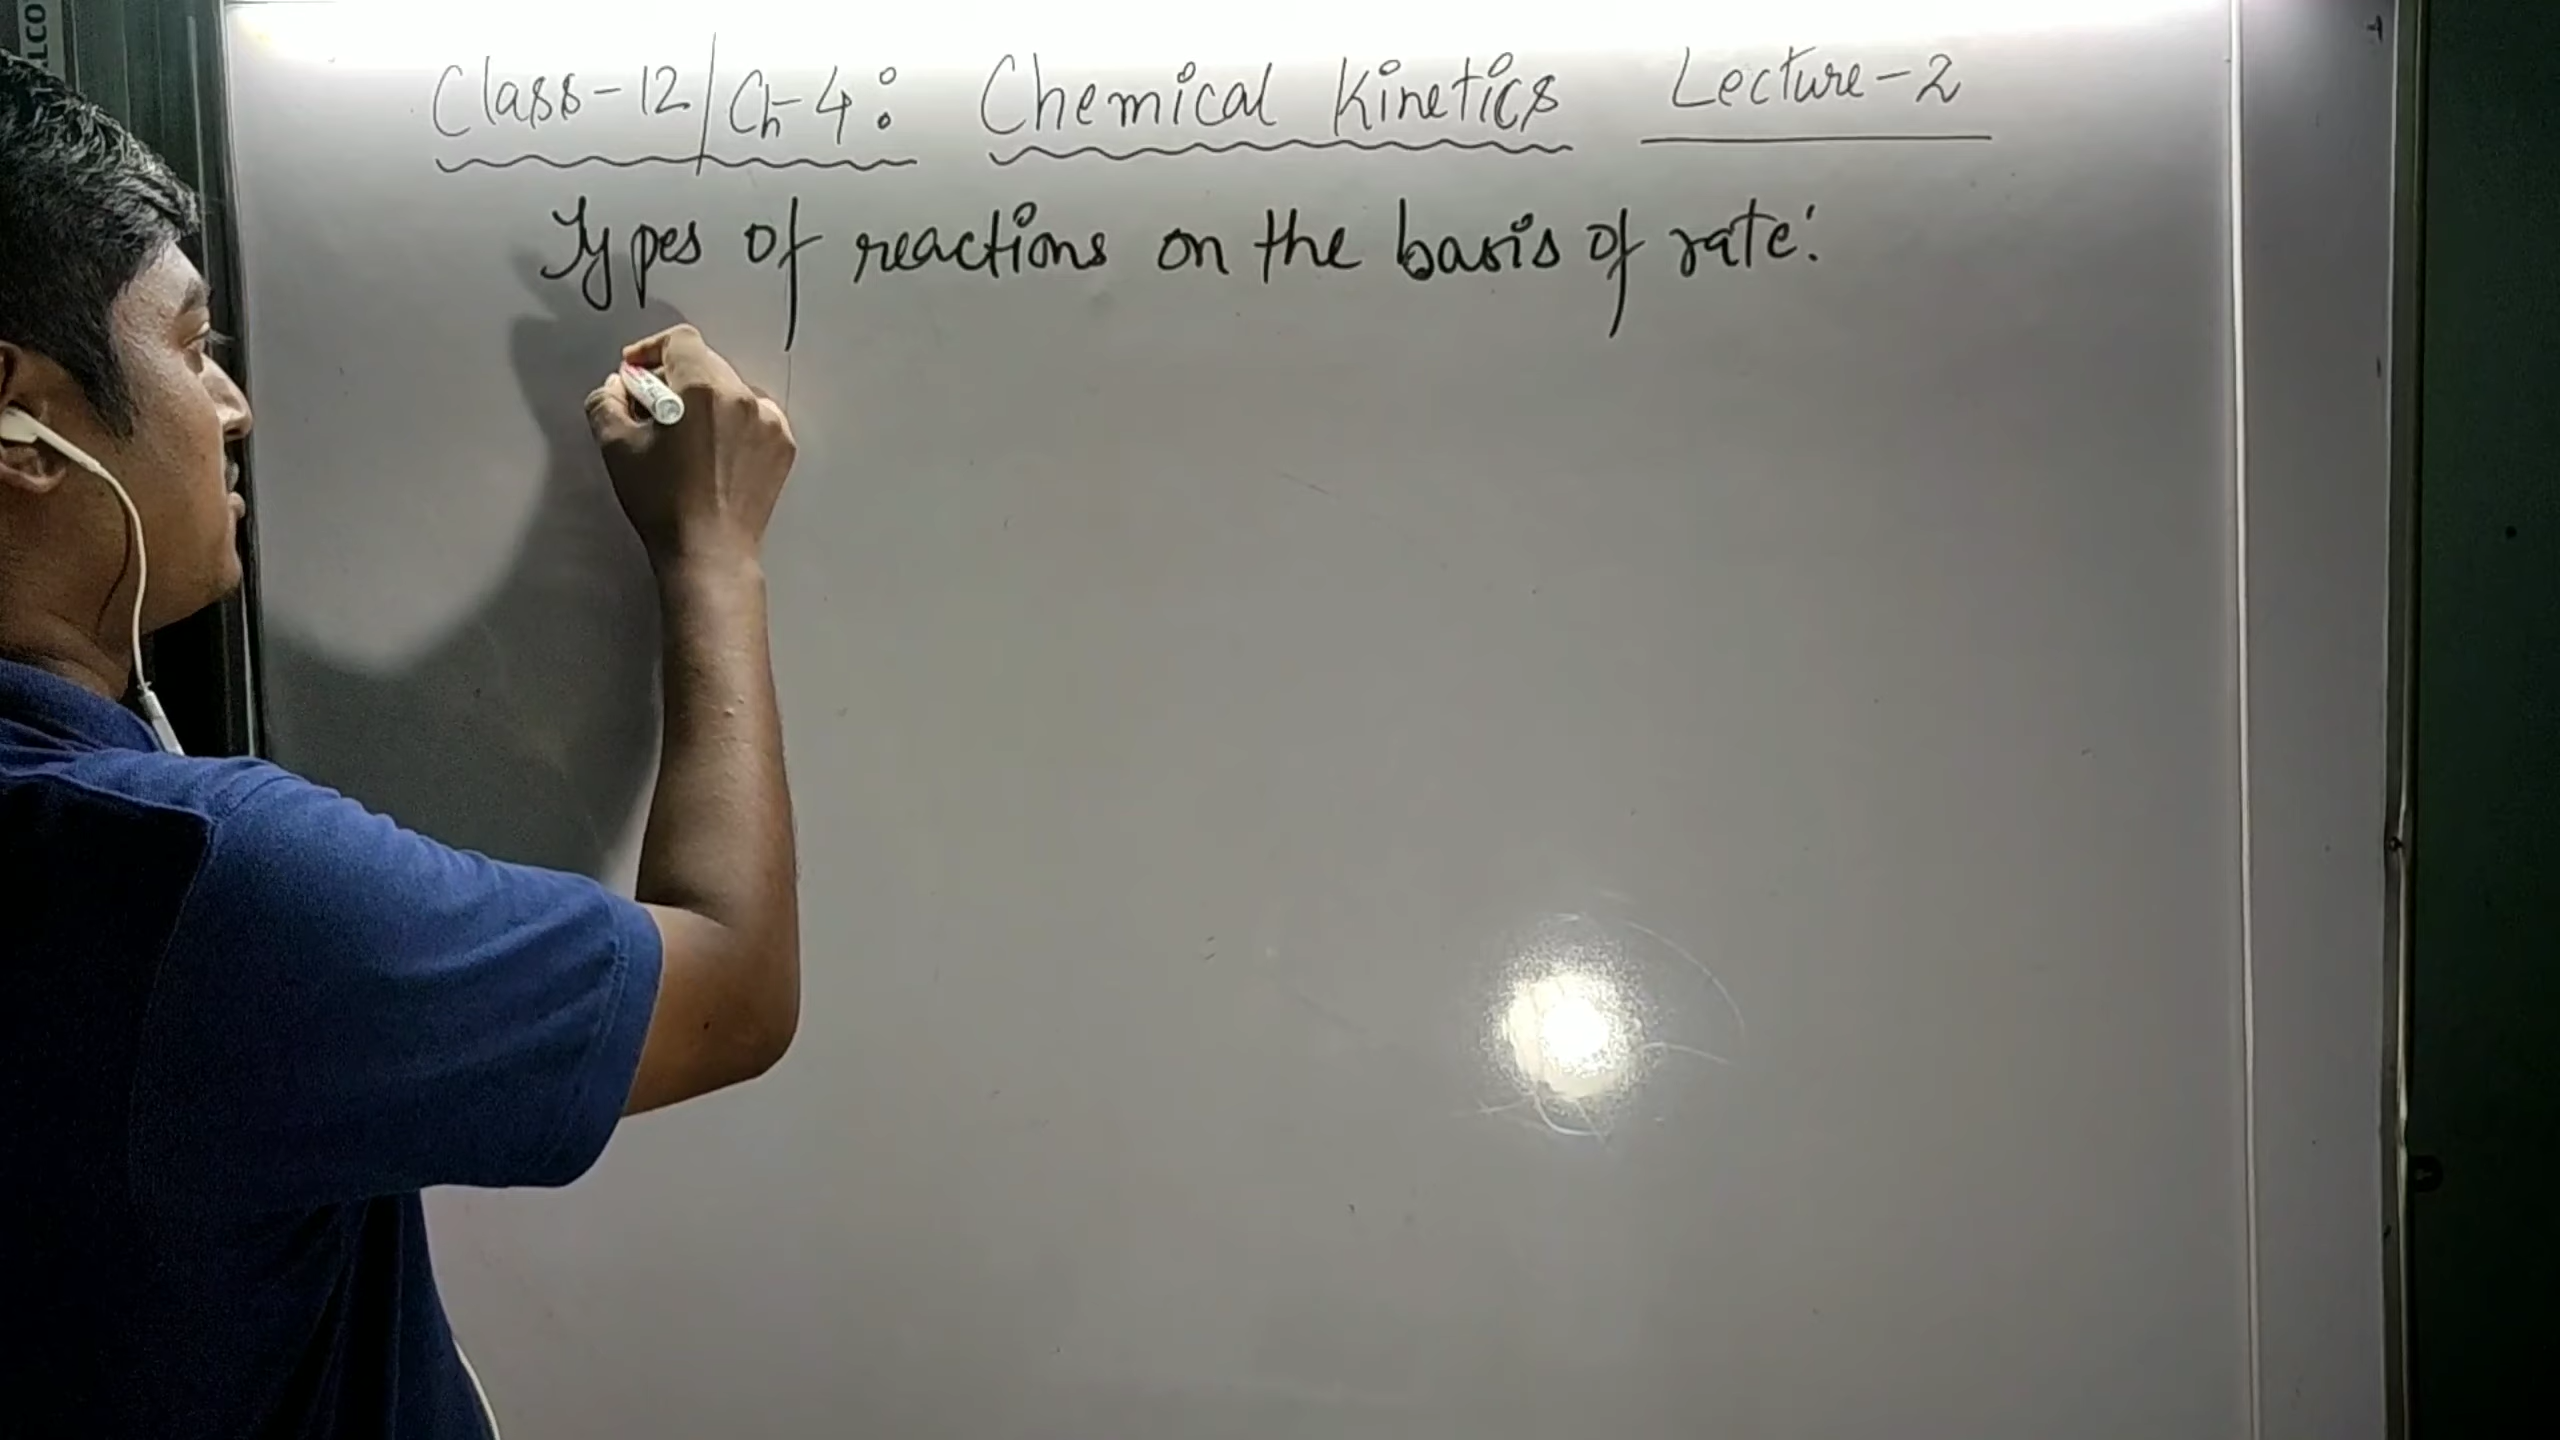 Class-12/Ch-4: Chemical Kinetics Lecture-2
Types of reactions on the basis of rate: